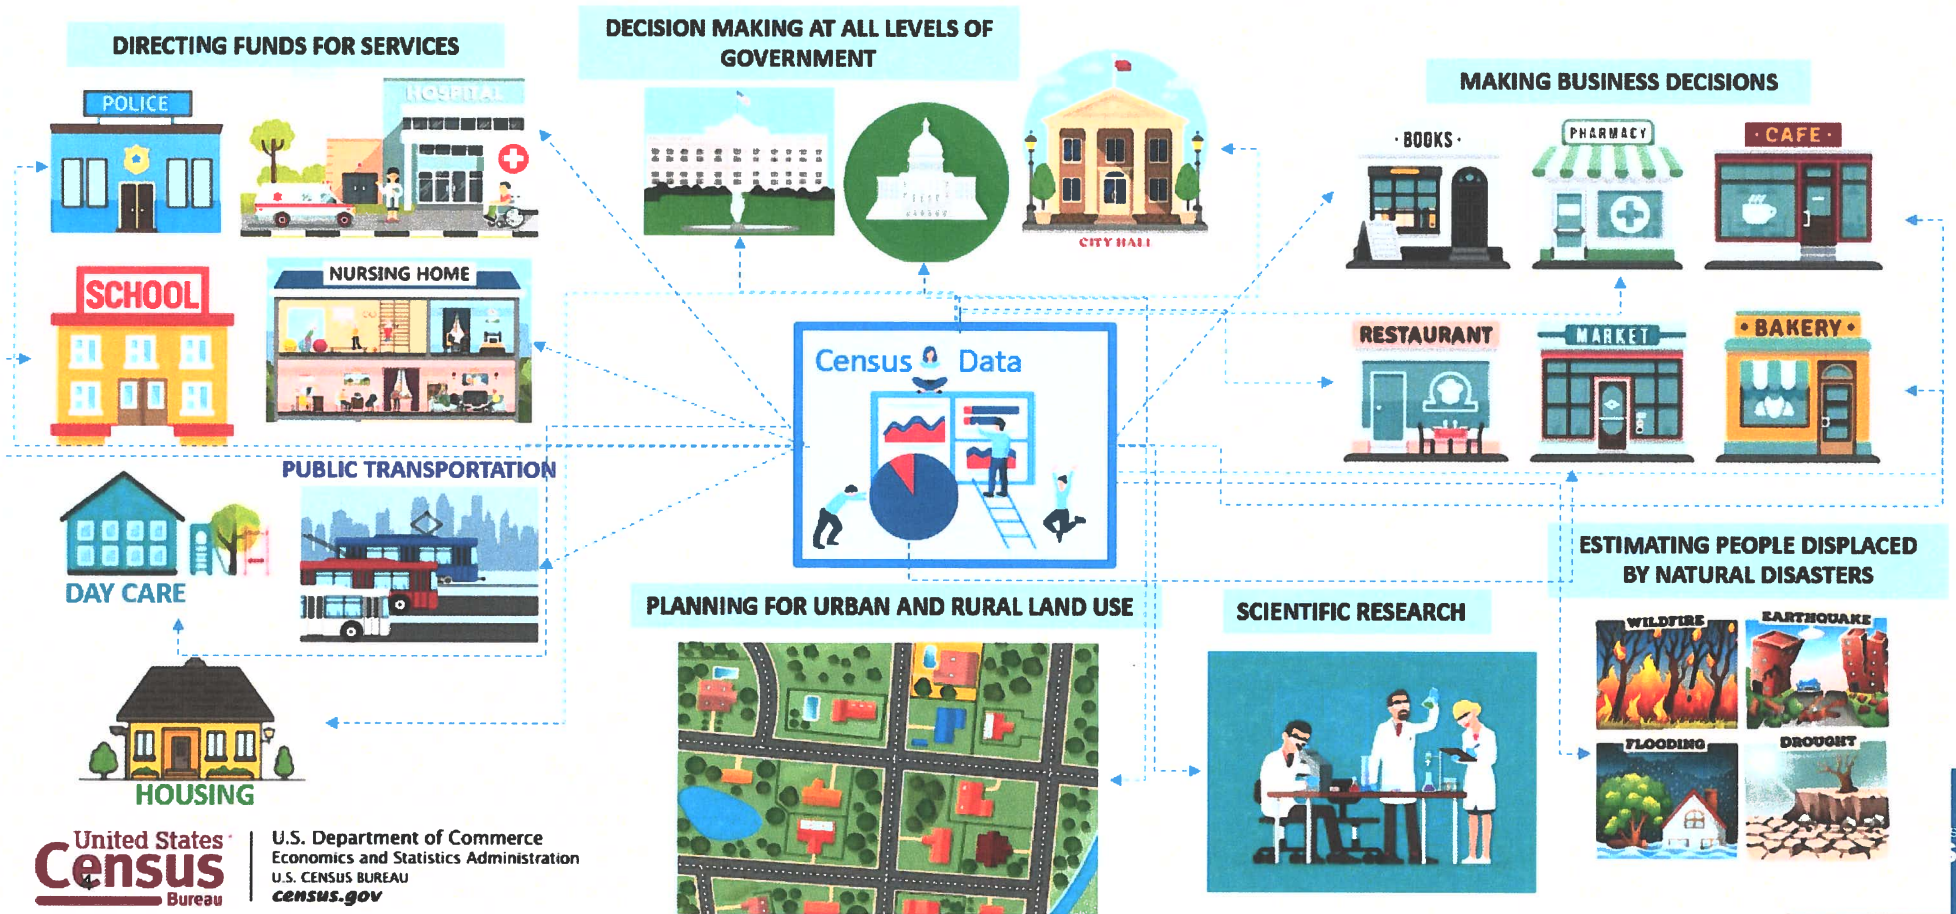 DIRECTING FUNDS FOR SERVICES
POLICE
HOSPITAL
SCHOOL
NURSING HOME
PUBLIC TRANSPORTATION
DAY CARE
HOUSING
DECISION MAKING AT ALL LEVELS OF
GOVERNMENT
CITY HALL
MAKING BUSINESS DECISIONS
· BOOKS ·
PHARMACY
· CAFE ·
RESTAURANT
MARKET
· BAKERY ·
Census Data
PLANNING FOR URBAN AND RURAL LAND USE
SCIENTIFIC RESEARCH
ESTIMATING PEOPLE DISPLACED
BY NATURAL DISASTERS
WILDFIRE
EARTHQUAKE
FLOODING
DROUGHT
United States
Census
Bureau
4
U.S. Department of Commerce
Economics and Statistics Administration
U.S. CENSUS BUREAU
census.gov